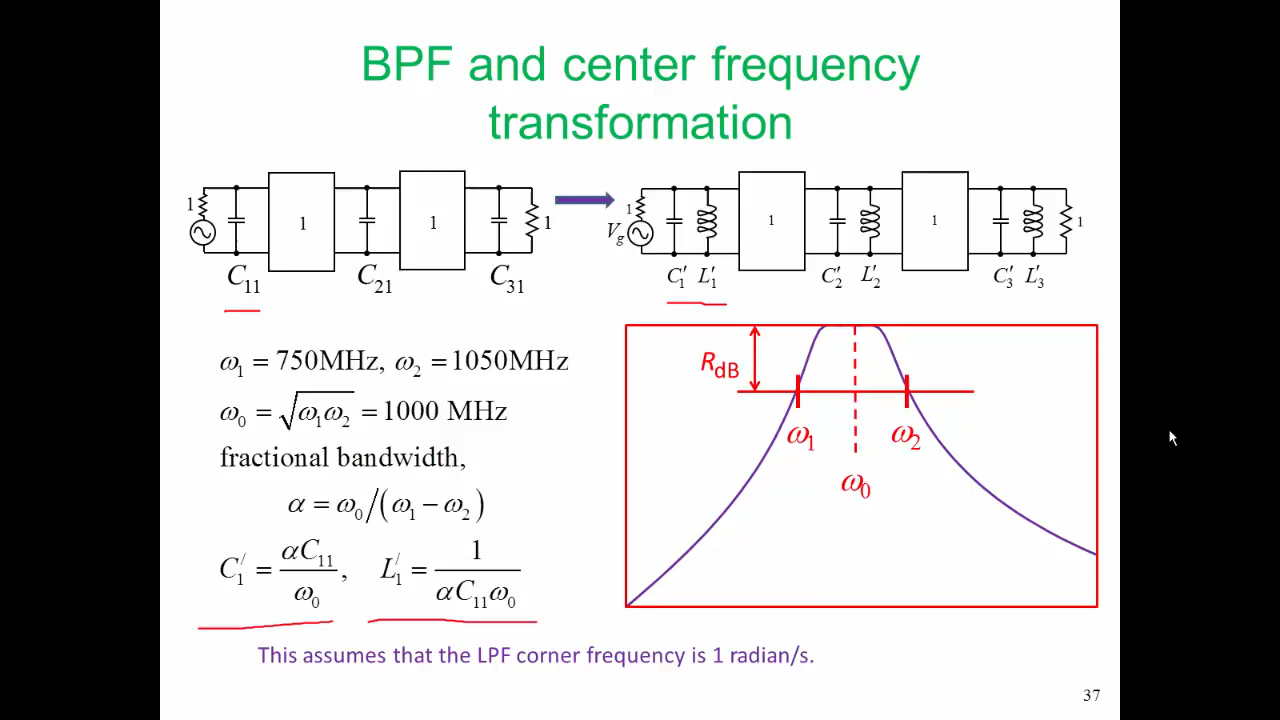 BPF and center frequency
transformation
1
1
1
1
C₁₁
C₂₁
C₃₁
1
V_g
1
1
1
C₁′ L₁′
C₂′ L₂′
C₃′ L₃′
ω₁ = 750MHz, ω₂ = 1050MHz
ω₀ = √(ω₁ω₂) = 1000 MHz
fractional bandwidth,
α = ω₀/(ω₁ − ω₂)
C₁′ = αC₁₁/ω₀, L₁′ = 1/(αC₁₁ω₀)
R_dB
ω₁
ω₂
ω₀
This assumes that the LPF corner frequency is 1 radian/s.
37